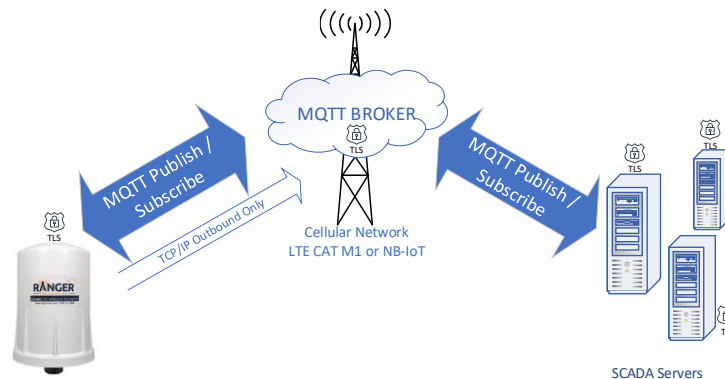 MQTT BROKER
TLS
MQTT Publish /
Subscribe
MQTT Publish /
Subscribe
TCP/IP Outbound Only
TLS
TLS
TLS
Cellular Network
LTE CAT M1 or NB-IoT
RANGER
SCADA Servers